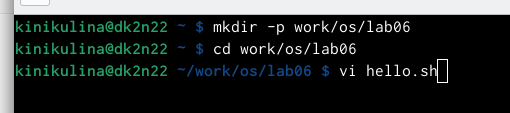 kinikulina@dk2n22 ~ $ mkdir -p work/os/lab06
kinikulina@dk2n22 ~ $ cd work/os/lab06
kinikulina@dk2n22 ~/work/os/lab06 $ vi hello.sh